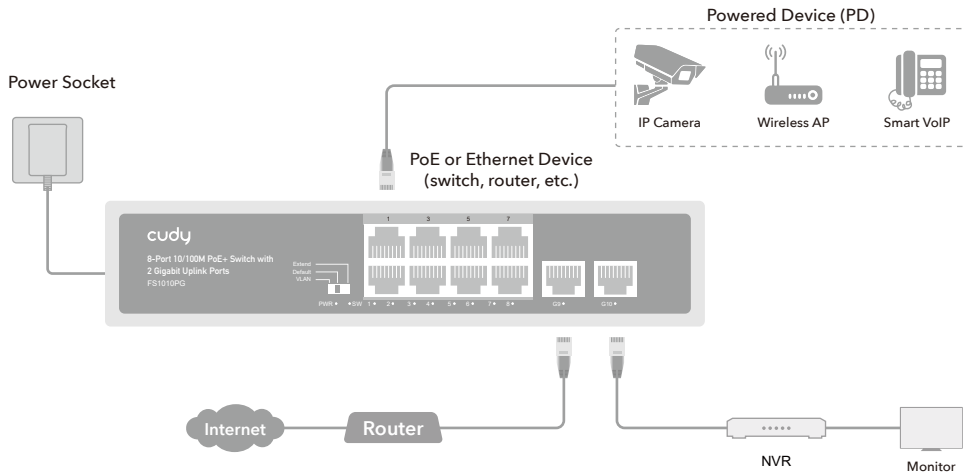 Powered Device (PD)
Power Socket
IP Camera
Wireless AP
Smart VoIP
PoE or Ethernet Device
(switch, router, etc.)
1 3 5 7
cudy
8-Port 10/100M PoE+ Switch with
2 Gigabit Uplink Ports
FS1010PG
Extend
Default
VLAN
PWR SW 1 2 3 4 5 6 7 8 G9 G10
Internet
Router
NVR
Monitor